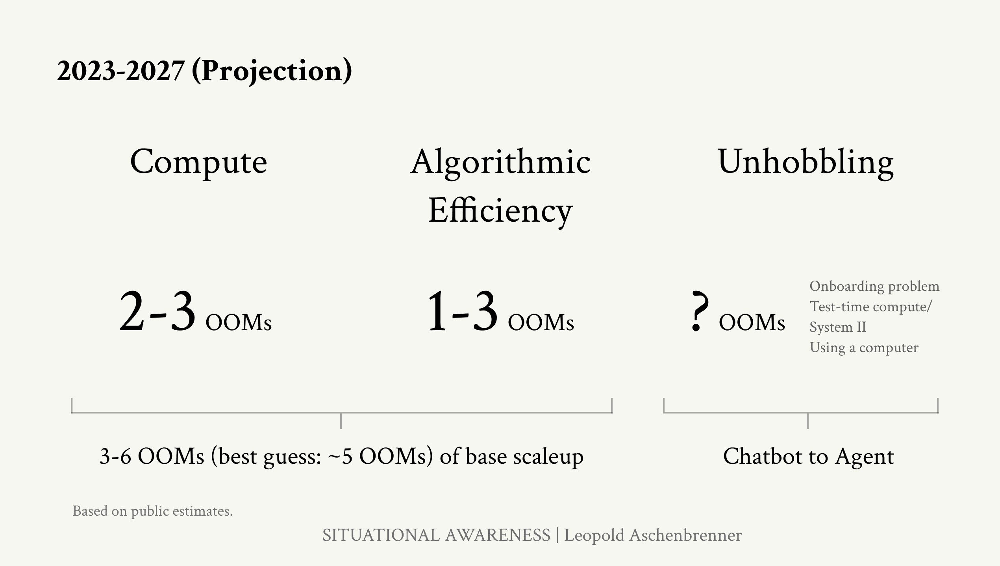 2023-2027 (Projection)
Compute
Algorithmic
Efficiency
Unhobbling
2-3 OOMs
1-3 OOMs
? OOMs
Onboarding problem
Test-time compute/
System II
Using a computer
3-6 OOMs (best guess: ~5 OOMs) of base scaleup
Chatbot to Agent
Based on public estimates.
SITUATIONAL AWARENESS | Leopold Aschenbrenner